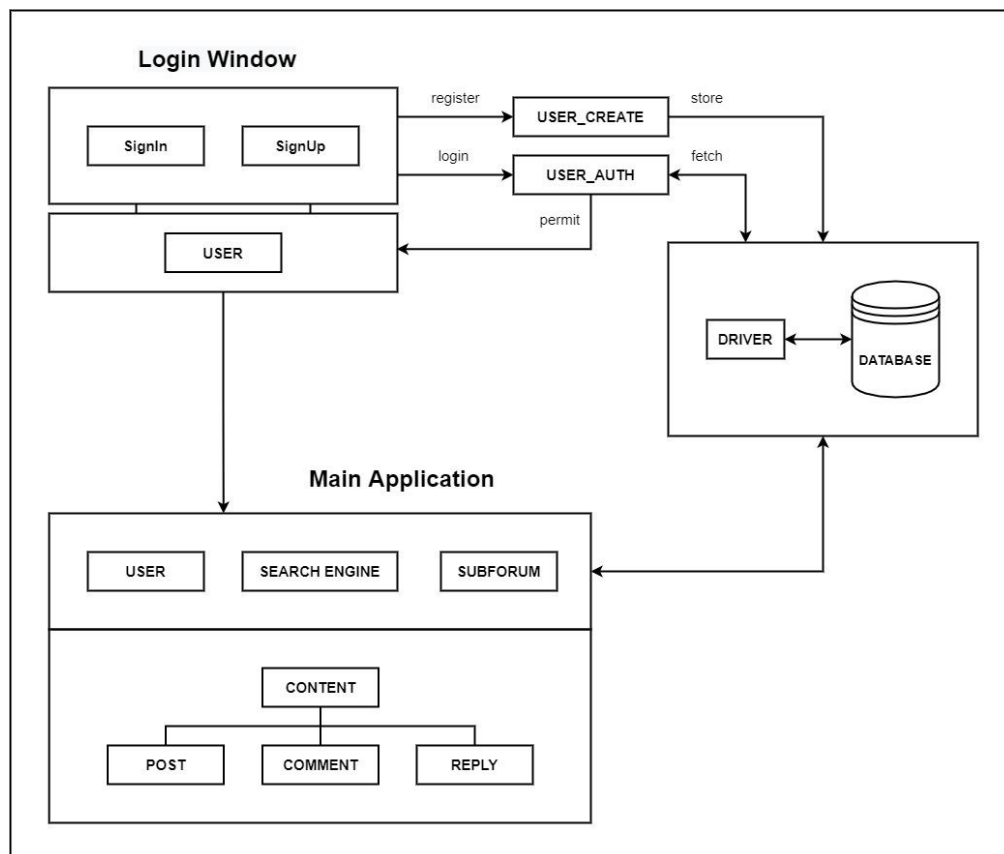 Login Window
register
USER_CREATE
store
SignIn
SignUp
login
USER_AUTH
fetch
permit
USER
DRIVER
DATABASE
Main Application
USER
SEARCH ENGINE
SUBFORUM
CONTENT
POST
COMMENT
REPLY